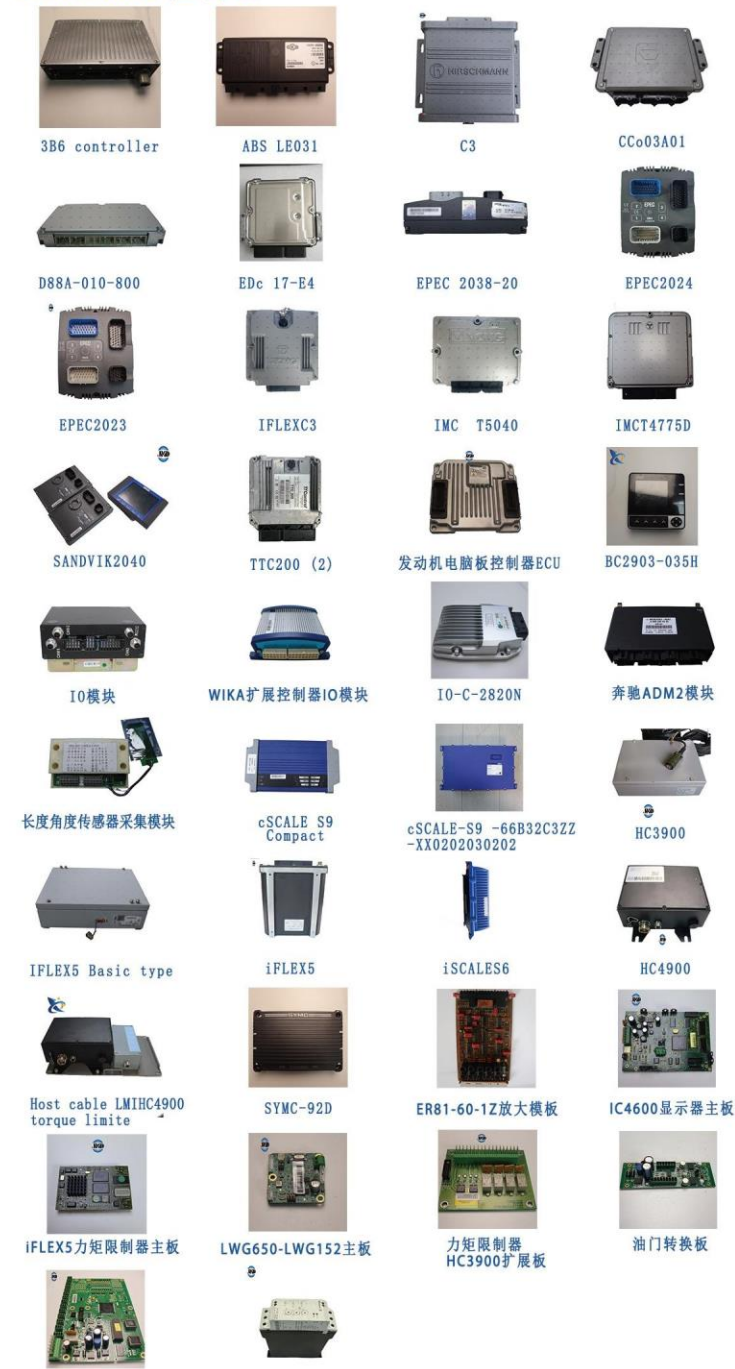 3B6 controller
ABS LE031
HIRSCHMANN
C3
CCo03A01
D88A-010-800
EDc 17-E4
EPEC 2038-20
EPEC
EPEC2024
EPEC
EPEC2023
IFLEXC3
IMC T5040
IMCT4775D
SANDVIK2040
TTC200 (2)
发动机电脑板控制器ECU
BC2903-035H
IO模块
WIKA扩展控制器IO模块
IO-C-2820N
奔驰ADM2模块
长度角度传感器采集模块
cSCALE S9
Compact
cSCALE-S9 -66B32C3ZZ
-XX0202030202
HC3900
IFLEX5 Basic type
iFLEX5
iSCALES6
HC4900
SYMC
Host cable LMIHC4900
torque limite
SYMC-92D
ER81-60-1Z放大模板
IC4600显示器主板
iFLEX5力矩限制器主板
LWG650-LWG152主板
力矩限制器
HC3900扩展板
油门转换板